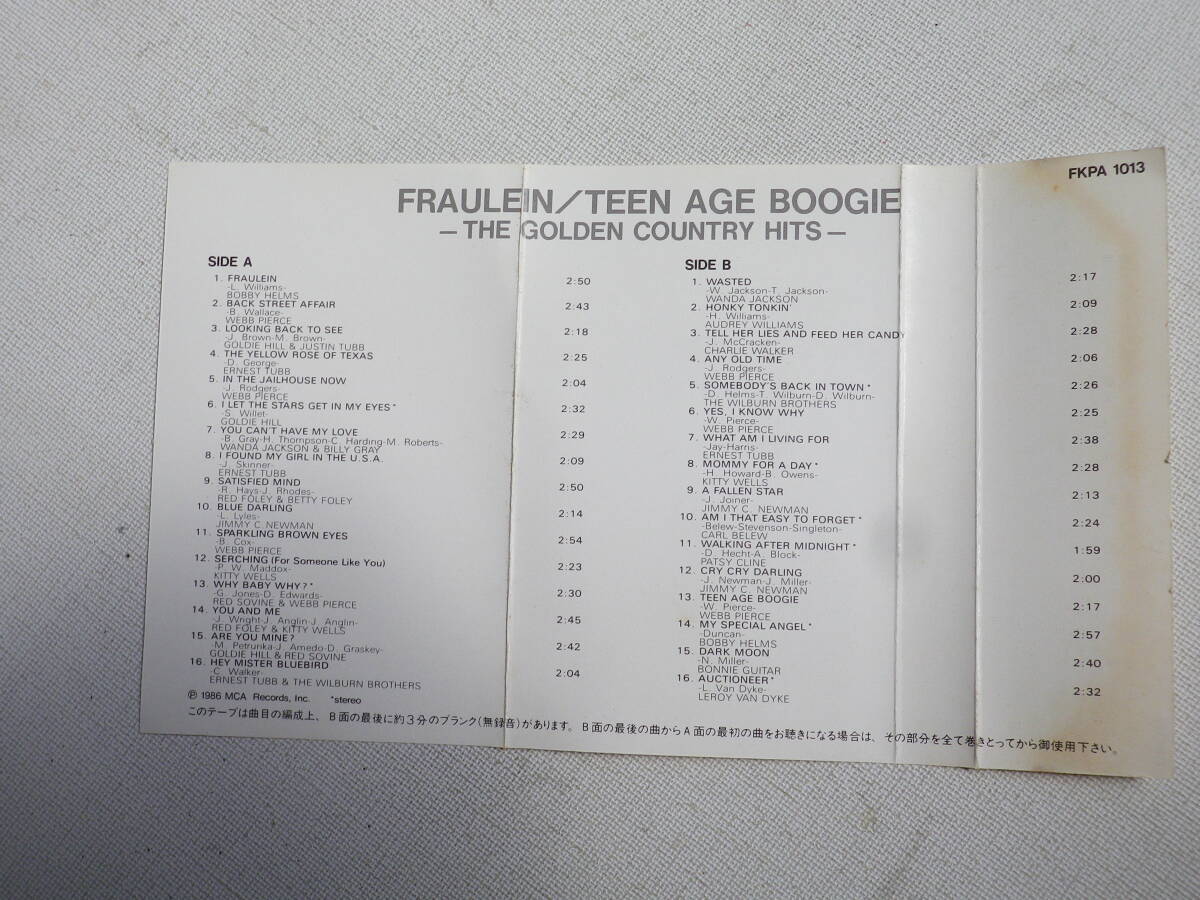 FKPA 1013
FRAULEIN/TEEN AGE BOOGIE
–THE GOLDEN COUNTRY HITS–
SIDE A
1. FRAULEIN 2:50
-L. Williams-
BOBBY HELMS
2. BACK STREET AFFAIR 2:43
-B. Wallace-
WEBB PIERCE
3. LOOKING BACK TO SEE 2:18
-J. Brown-M. Brown-
GOLDIE HILL & JUSTIN TUBB
4. THE YELLOW ROSE OF TEXAS 2:25
-D. George-
ERNEST TUBB
5. IN THE JAILHOUSE NOW 2:04
-J. Rodgers-
WEBB PIERCE
6. I LET THE STARS GET IN MY EYES* 2:32
-S. Willet-
GOLDIE HILL
7. YOU CAN'T HAVE MY LOVE 2:29
-B. Gray-H. Thompson-C. Harding-M. Roberts-
WANDA JACKSON & BILLY GRAY
8. I FOUND MY GIRL IN THE U.S.A. 2:09
-J. Skinner-
ERNEST TUBB
9. SATISFIED MIND 2:50
-R. Hays-J. Rhodes-
RED FOLEY & BETTY FOLEY
10. BLUE DARLING 2:14
-L. Lyles-
JIMMY C. NEWMAN
11. SPARKLING BROWN EYES 2:54
-B. Cox-
WEBB PIERCE
12. SERCHING (For Someone Like You) 2:23
-P. W. Maddox-
KITTY WELLS
13. WHY BABY WHY?* 2:30
-G. Jones-D. Edwards-
RED SOVINE & WEBB PIERCE
14. YOU AND ME 2:45
-J. Wright-J. Anglin-J. Anglin-
RED FOLEY & KITTY WELLS
15. ARE YOU MINE? 2:42
-M. Petrunka-J. Amedo-D. Graskey-
GOLDIE HILL & RED SOVINE
16. HEY MISTER BLUEBIRD 2:04
-C. Walker-
ERNEST TUBB & THE WILBURN BROTHERS
SIDE B
1. WASTED 2:17
-W. Jackson-T. Jackson-
WANDA JACKSON
2. HONKY TONKIN' 2:09
-H. Williams-
AUDREY WILLIAMS
3. TELL HER LIES AND FEED HER CANDY 2:28
-J. McCracken-
CHARLIE WALKER
4. ANY OLD TIME 2:06
-J. Rodgers-
WEBB PIERCE
5. SOMEBODY'S BACK IN TOWN* 2:26
-D. Helms-T. Wilburn-D. Wilburn-
THE WILBURN BROTHERS
6. YES, I KNOW WHY 2:25
-W. Pierce-
WEBB PIERCE
7. WHAT AM I LIVING FOR 2:38
-Jay-Harris-
ERNEST TUBB
8. MOMMY FOR A DAY* 2:28
-H. Howard-B. Owens-
KITTY WELLS
9. A FALLEN STAR 2:13
-J. Joiner-
JIMMY C. NEWMAN
10. AM I THAT EASY TO FORGET* 2:24
-Belew-Stevenson-Singleton-
CARL BELEW
11. WALKING AFTER MIDNIGHT* 1:59
-D. Hecht-A. Block-
PATSY CLINE
12. CRY CRY DARLING 2:00
-J. Newman-J. Miller-
JIMMY C. NEWMAN
13. TEEN AGE BOOGIE 2:17
-W. Pierce-
WEBB PIERCE
14. MY SPECIAL ANGEL* 2:57
-Duncan-
BOBBY HELMS
15. DARK MOON 2:40
-N. Miller-
BONNIE GUITAR
16. AUCTIONEER* 2:32
-L. Van Dyke-
LEROY VAN DYKE
Ⓟ 1986 MCA Records, Inc. *stereo
このテープは曲目の編成上、B面の最後に約3分のブランク(無録音)があります。B面の最後の曲からA面の最初の曲をお聴きになる場合は、その部分を全て巻きとってから御使用下さい。